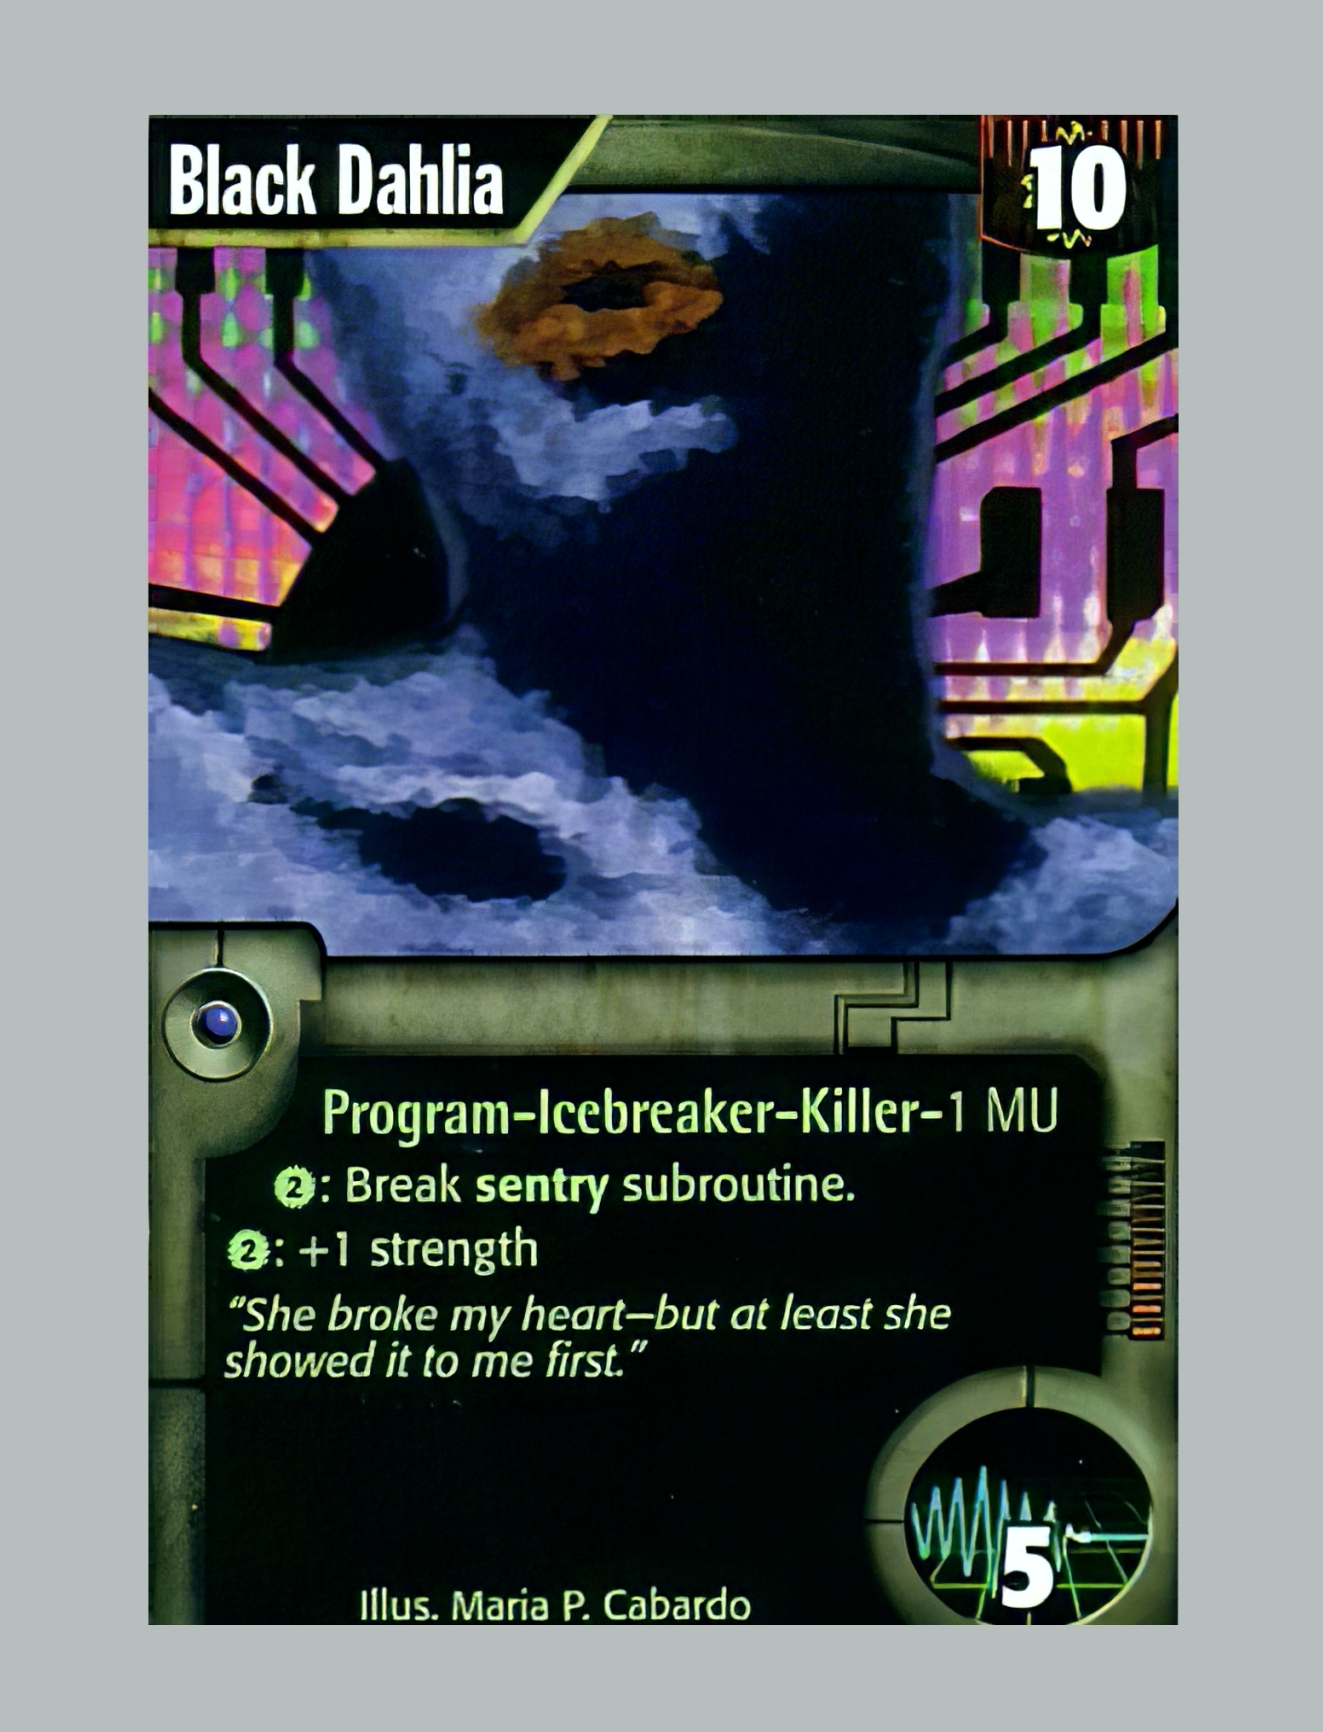 Black Dahlia
10
Program-Icebreaker-Killer-1 MU
2: Break sentry subroutine.
2: +1 strength
"She broke my heart—but at least she
showed it to me first."
5
Illus. Maria P. Cabardo